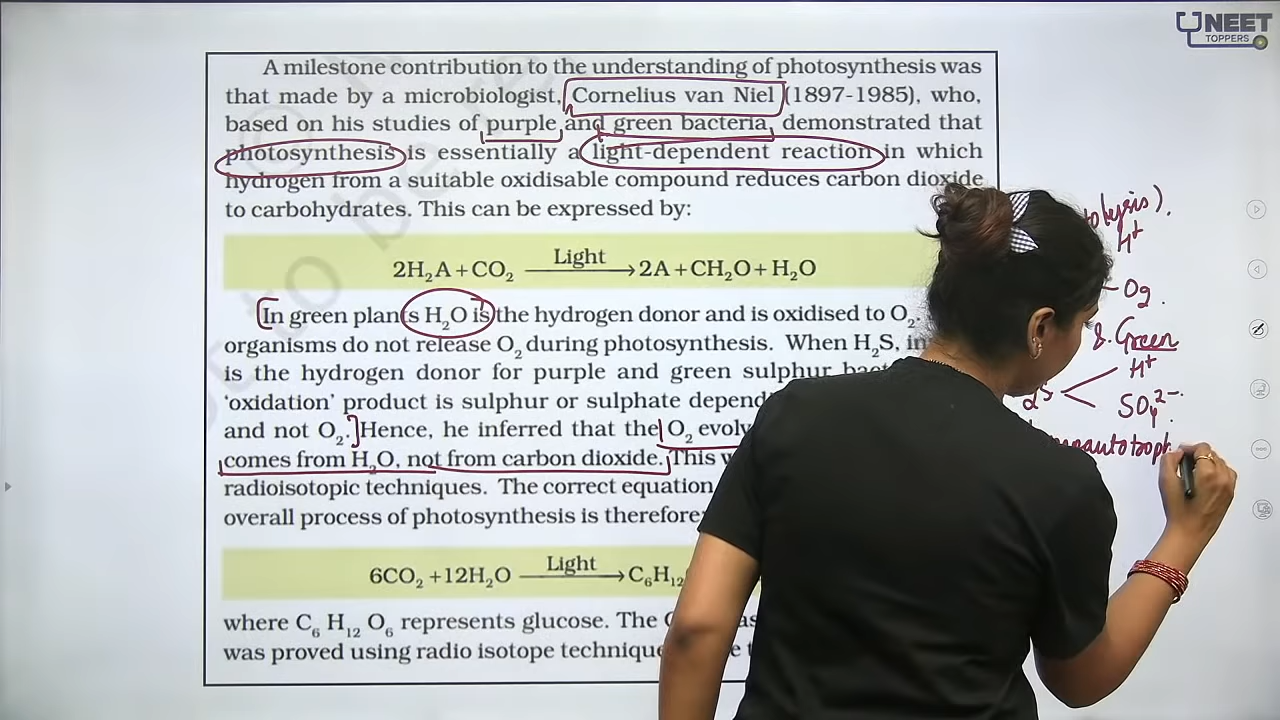 NEET
TOPPERS
A milestone contribution to the understanding of photosynthesis was
that made by a microbiologist, Cornelius van Niel (1897-1985), who,
based on his studies of purple and green bacteria, demonstrated that
photosynthesis is essentially a light-dependent reaction in which
hydrogen from a suitable oxidisable compound reduces carbon dioxide
to carbohydrates. This can be expressed by:
2H₂A + CO₂ Light → 2A + CH₂O + H₂O
In green plants H₂O is the hydrogen donor and is oxidised to O₂.
organisms do not release O₂ during photosynthesis. When H₂S, in
is the hydrogen donor for purple and green sulphur
'oxidation' product is sulphur or sulphate depend
and not O₂. Hence, he inferred that the O₂ evol
comes from H₂O, not from carbon dioxide. This
radioisotopic techniques. The correct equation
overall process of photosynthesis is therefore:
6CO₂ + 12H₂O Light → C₆H₁₂
where C₆ H₁₂ O₆ represents glucose. The
was proved using radio isotope technique
H⁺
O₂
& Green
H⁺
SO₄²⁻
autotroph